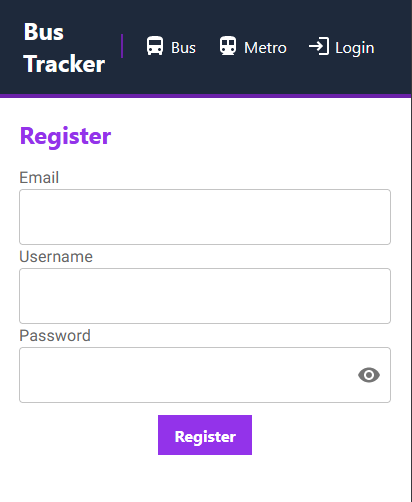 Bus
Tracker
Bus
Metro
Login
Register
Email
Username
Password
Register